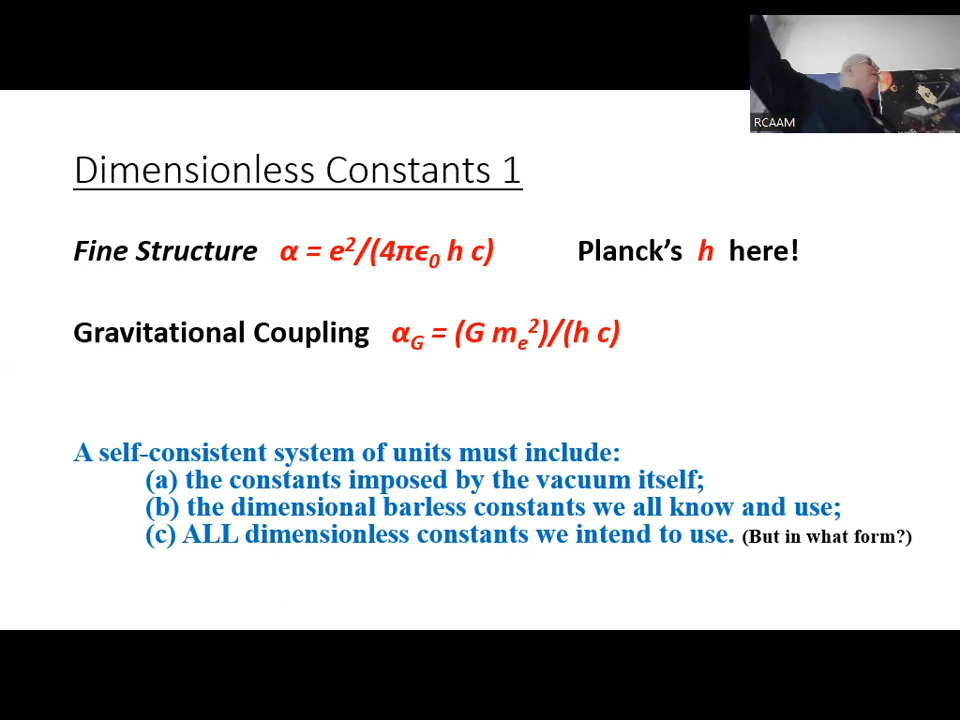 RCAAM
Dimensionless Constants 1
Fine Structure α = e²/(4πϵ₀ h c) Planck's h here!
Gravitational Coupling α_G = (G mₑ²)/(h c)
A self-consistent system of units must include:
(a) the constants imposed by the vacuum itself;
(b) the dimensional barless constants we all know and use;
(c) ALL dimensionless constants we intend to use. (But in what form?)